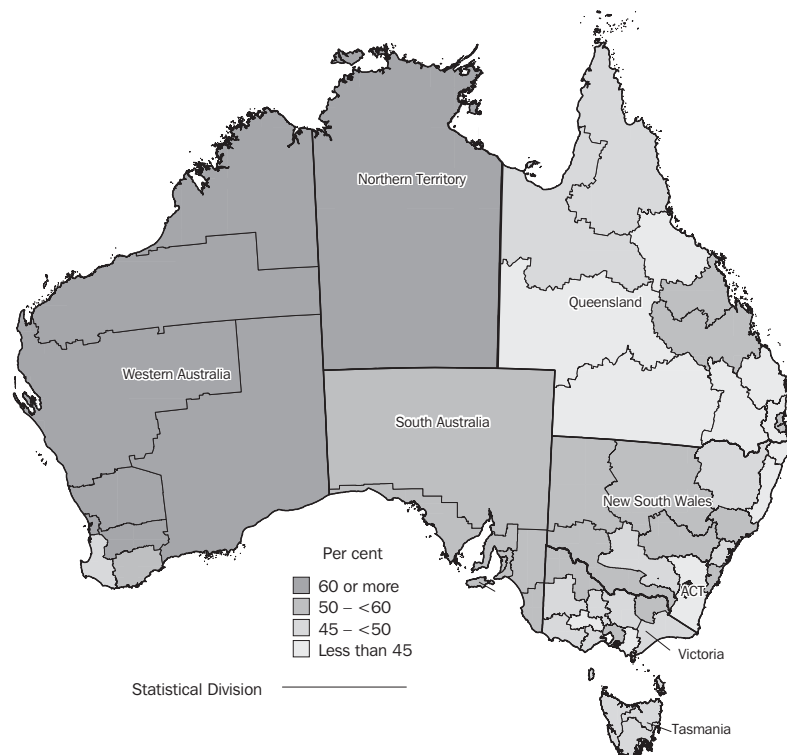 Northern Territory
Queensland
Western Australia
South Australia
New South Wales
Per cent
60 or more
50 – <60
45 – <50
Less than 45
ACT
Victoria
Statistical Division
Tasmania